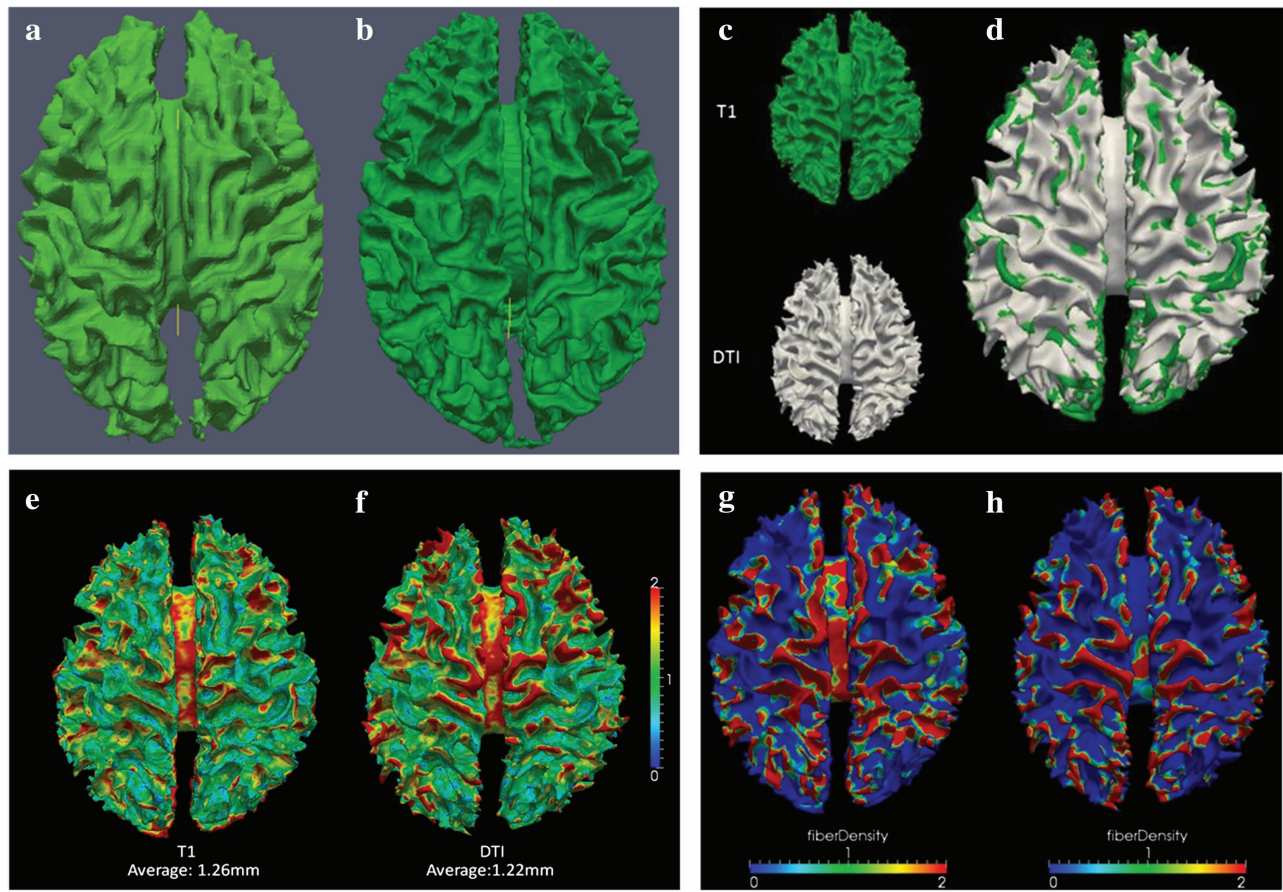 a
b
c
d
T1
DTI
e
f
2
1
0
T1
Average: 1.26mm
DTI
Average:1.22mm
g
h
fiberDensity
1
0
2
fiberDensity
1
0
2